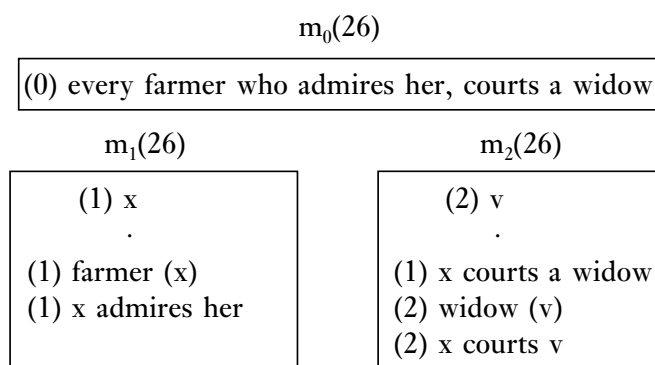 m₀(26)
(0) every farmer who admires her, courts a widow
m₁(26)
(1) x
.
(1) farmer (x)
(1) x admires her
m₂(26)
(2) v
.
(1) x courts a widow
(2) widow (v)
(2) x courts v